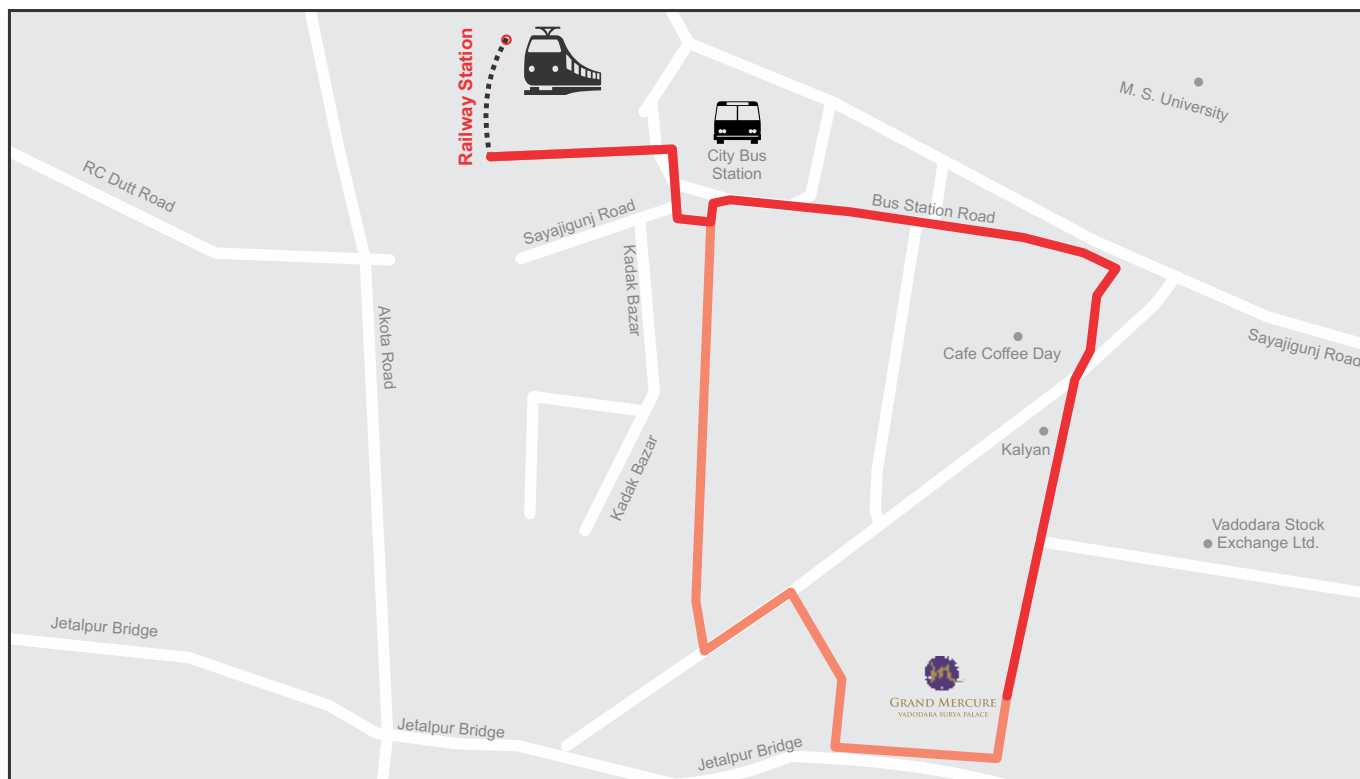 Railway Station
M. S. University
City Bus
Station
RC Dutt Road
Bus Station Road
Sayajigunj Road
Kadak Bazar
Akota Road
Cafe Coffee Day
Sayajigunj Road
Kalyan
Kadak Bazar
Vadodara Stock
Exchange Ltd.
Jetalpur Bridge
GRAND MERCURE
VADODARA SURYA PALACE
Jetalpur Bridge
Jetalpur Bridge